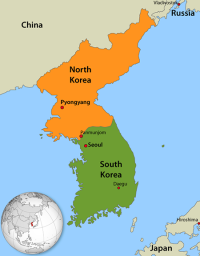 Vladivostok
Russia
China
North
Korea
Pyongyang
Panmunjom
Seoul
South
Korea
Daegu
Hiroshima
Japan